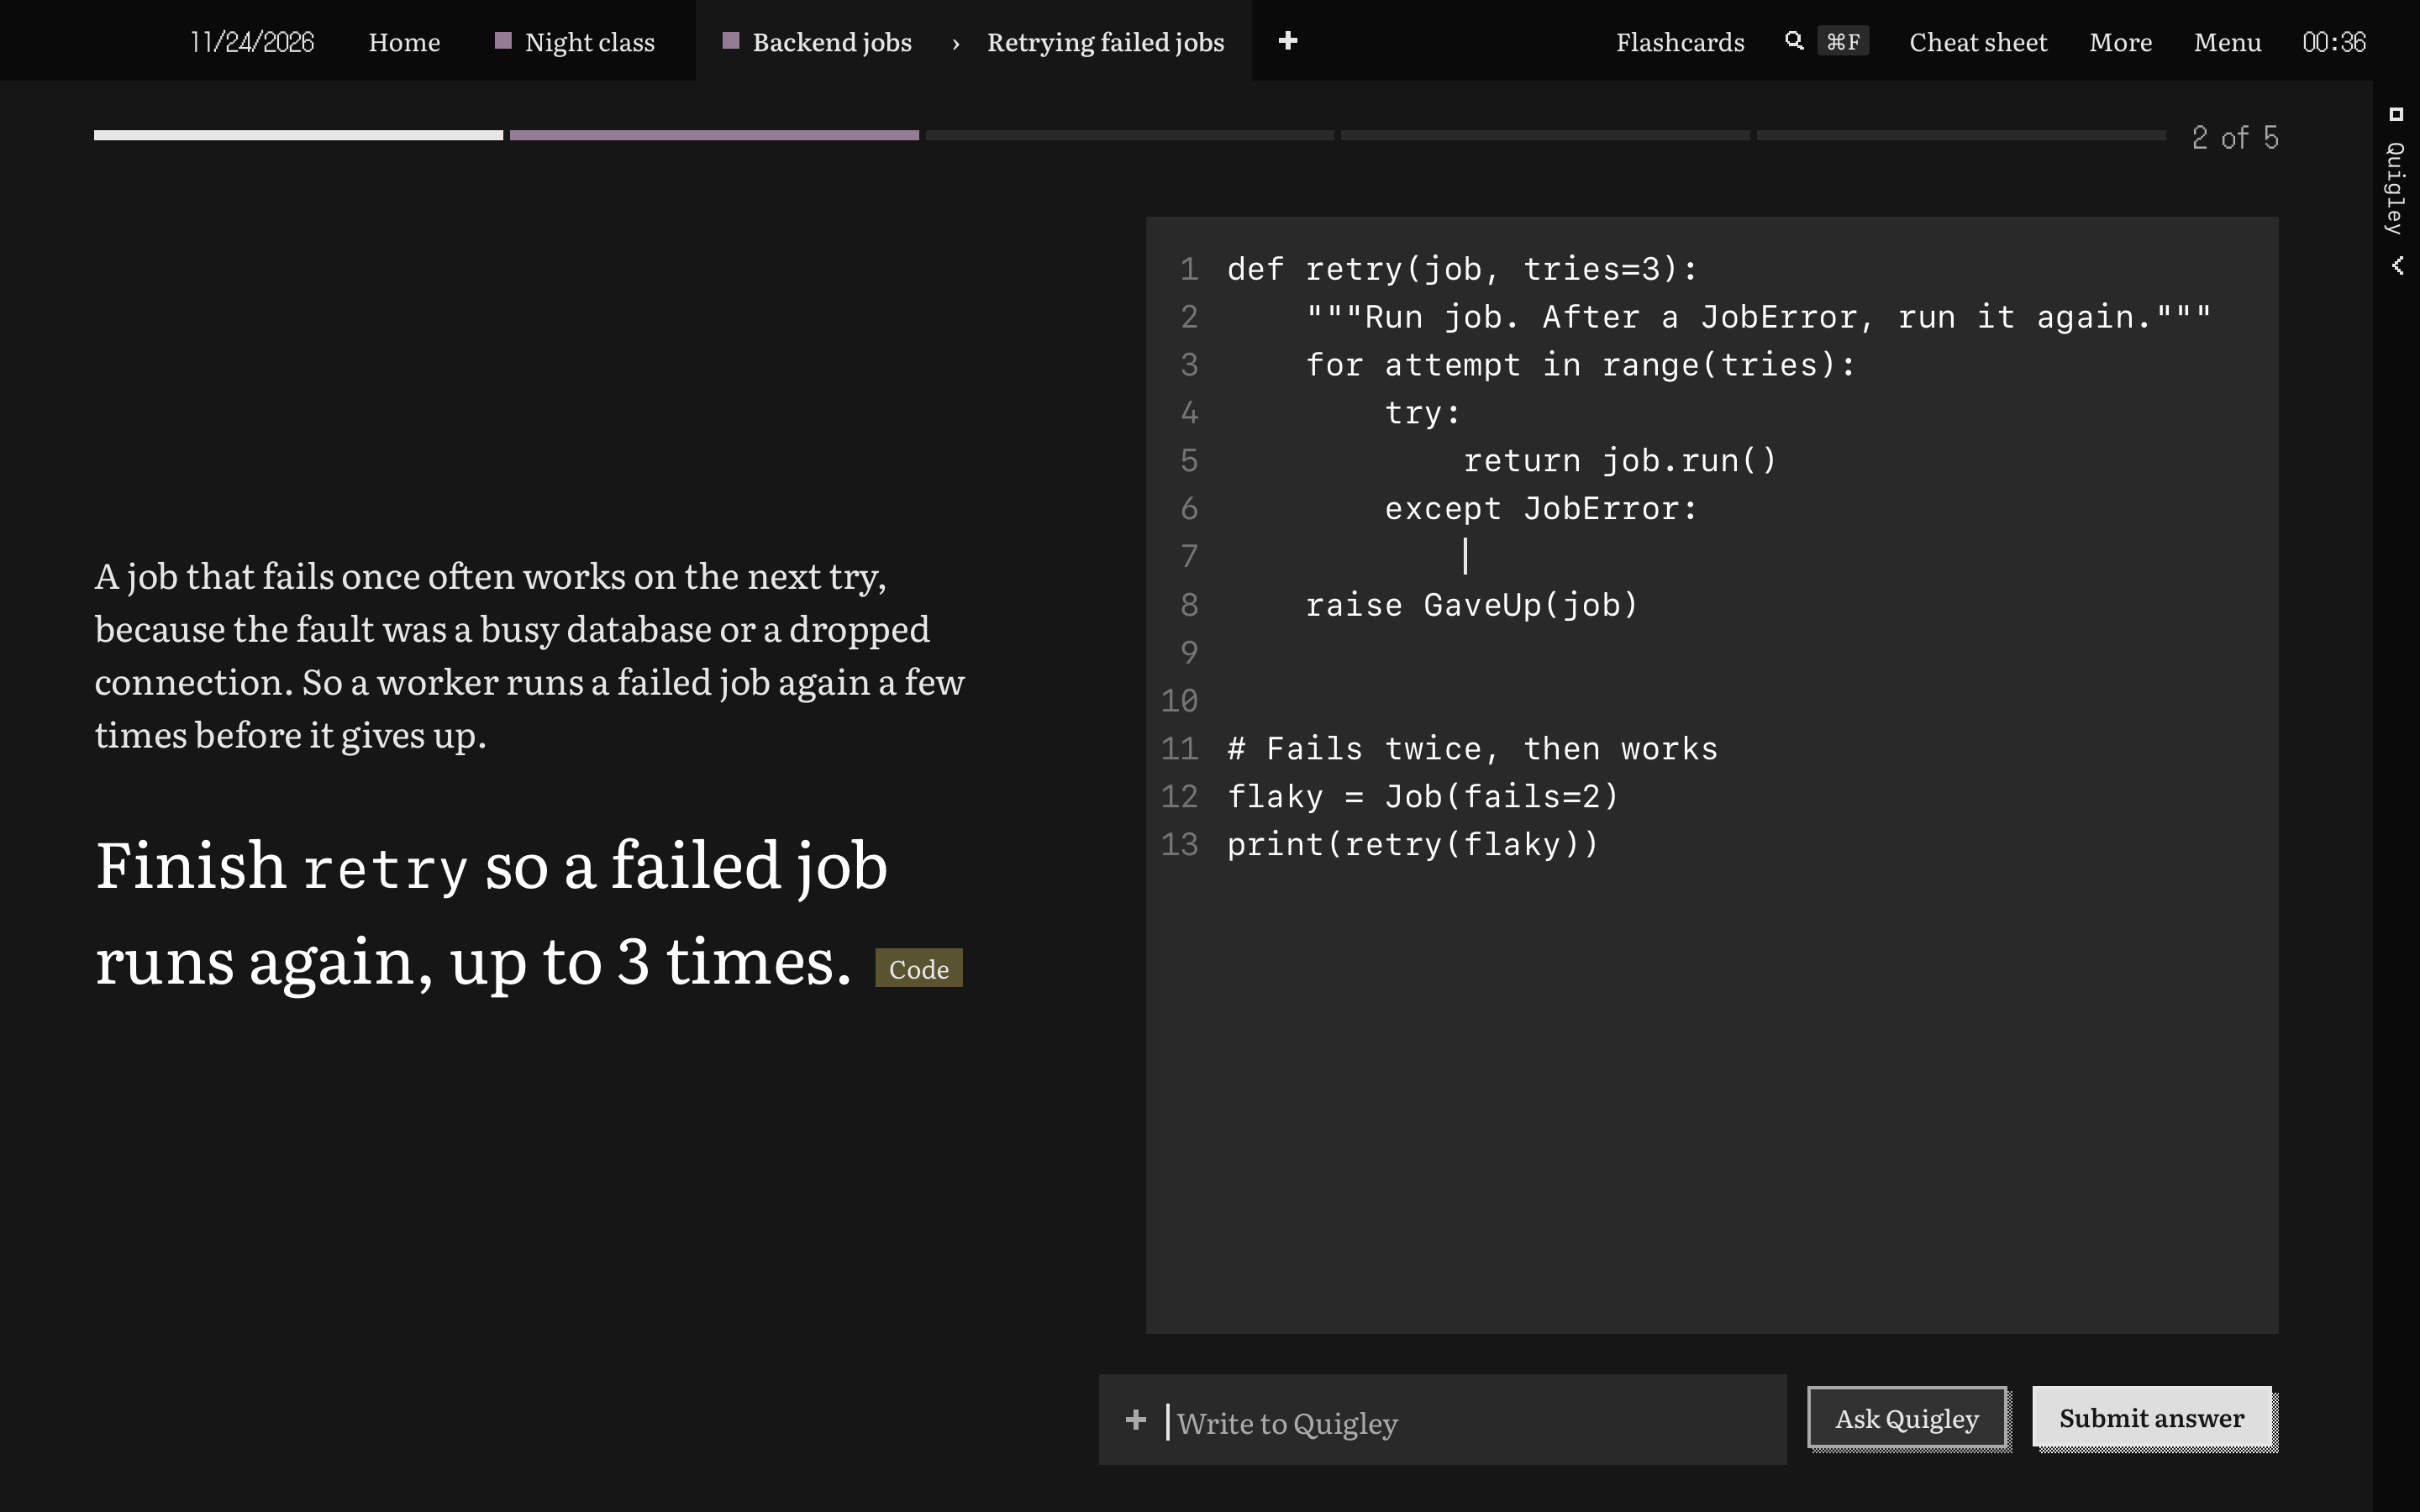 11/24/2026 Home Night class Backend jobs › Retrying failed jobs + Flashcards ⌘F Cheat sheet More Menu 00:36
2 of 5
Quigley
A job that fails once often works on the next try,
because the fault was a busy database or a dropped
connection. So a worker runs a failed job again a few
times before it gives up.
Finish retry so a failed job
runs again, up to 3 times. Code
1 def retry(job, tries=3):
2     """Run job. After a JobError, run it again."""
3     for attempt in range(tries):
4         try:
5             return job.run()
6         except JobError:
7
8     raise GaveUp(job)
9
10
11 # Fails twice, then works
12 flaky = Job(fails=2)
13 print(retry(flaky))
+ Write to Quigley Ask Quigley Submit answer